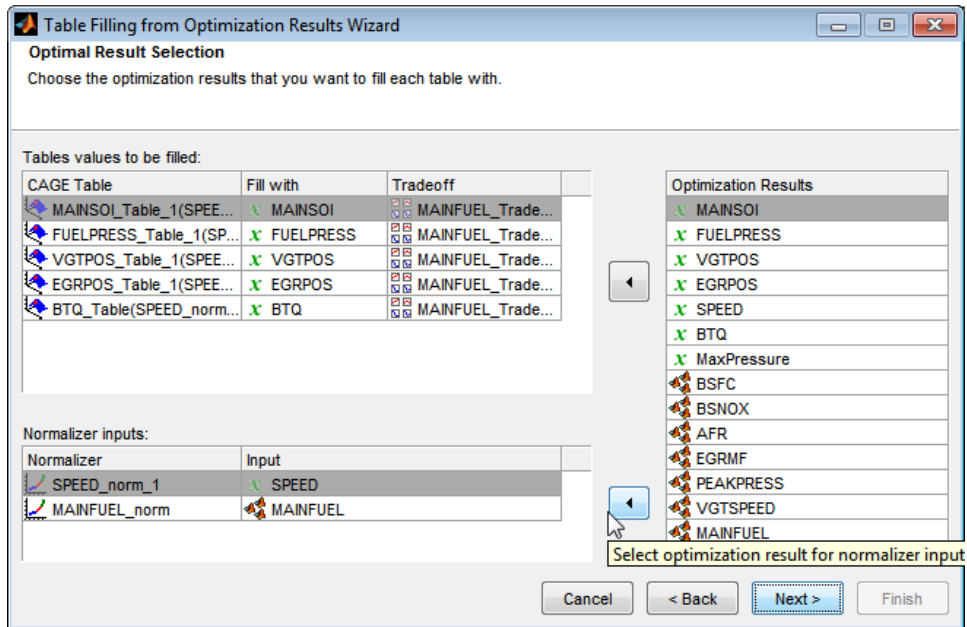 Table Filling from Optimization Results Wizard
Optimal Result Selection
Choose the optimization results that you want to fill each table with.
Tables values to be filled:
CAGE Table Fill with Tradeoff
MAINSOI_Table_1(SPEE... x MAINSOI MAINFUEL_Trade...
FUELPRESS_Table_1(SP... x FUELPRESS MAINFUEL_Trade...
VGTPOS_Table_1(SPEE... x VGTPOS MAINFUEL_Trade...
EGRPOS_Table_1(SPEE... x EGRPOS MAINFUEL_Trade...
BTQ_Table(SPEED_norm... x BTQ MAINFUEL_Trade...
Normalizer inputs:
Normalizer Input
SPEED_norm_1 x SPEED
MAINFUEL_norm MAINFUEL
Optimization Results
x MAINSOI
x FUELPRESS
x VGTPOS
x EGRPOS
x SPEED
x BTQ
x MaxPressure
BSFC
BSNOX
AFR
EGRMF
PEAKPRESS
VGTSPEED
MAINFUEL
Select optimization result for normalizer input
Cancel < Back Next > Finish